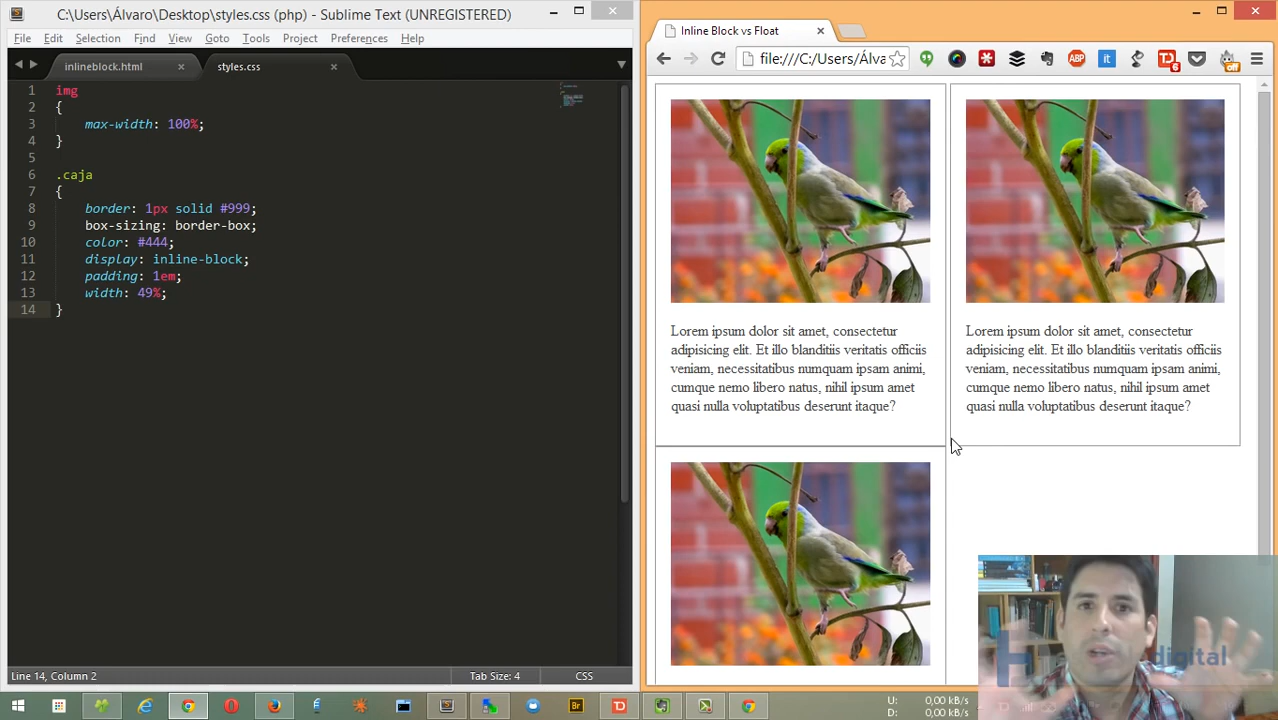 C:\Users\Álvaro\Desktop\styles.css (php) - Sublime Text (UNREGISTERED)
File Edit Selection Find View Goto Tools Project Preferences Help
inlineblock.html
styles.css
1 img
2 {
3 max-width: 100%;
4 }
5
6 .caja
7 {
8 border: 1px solid #999;
9 box-sizing: border-box;
10 color: #444;
11 display: inline-block;
12 padding: 1em;
13 width: 49%;
14 }
Line 14, Column 2
Tab Size: 4
CSS
Inline Block vs Float
file:///C:/Users/Álva
ABP
it
6
off
Lorem ipsum dolor sit amet, consectetur
adipisicing elit. Et illo blanditiis veritatis officiis
veniam, necessitatibus numquam ipsam animi,
cumque nemo libero natus, nihil ipsum amet
quasi nulla voluptatibus deserunt itaque?
Lorem ipsum dolor sit amet, consectetur
adipisicing elit. Et illo blanditiis veritatis officiis
veniam, necessitatibus numquam ipsam animi,
cumque nemo libero natus, nihil ipsum amet
quasi nulla voluptatibus deserunt itaque?
digital
Br
U: 0,00 kB/s
D: 0,00 kB/s